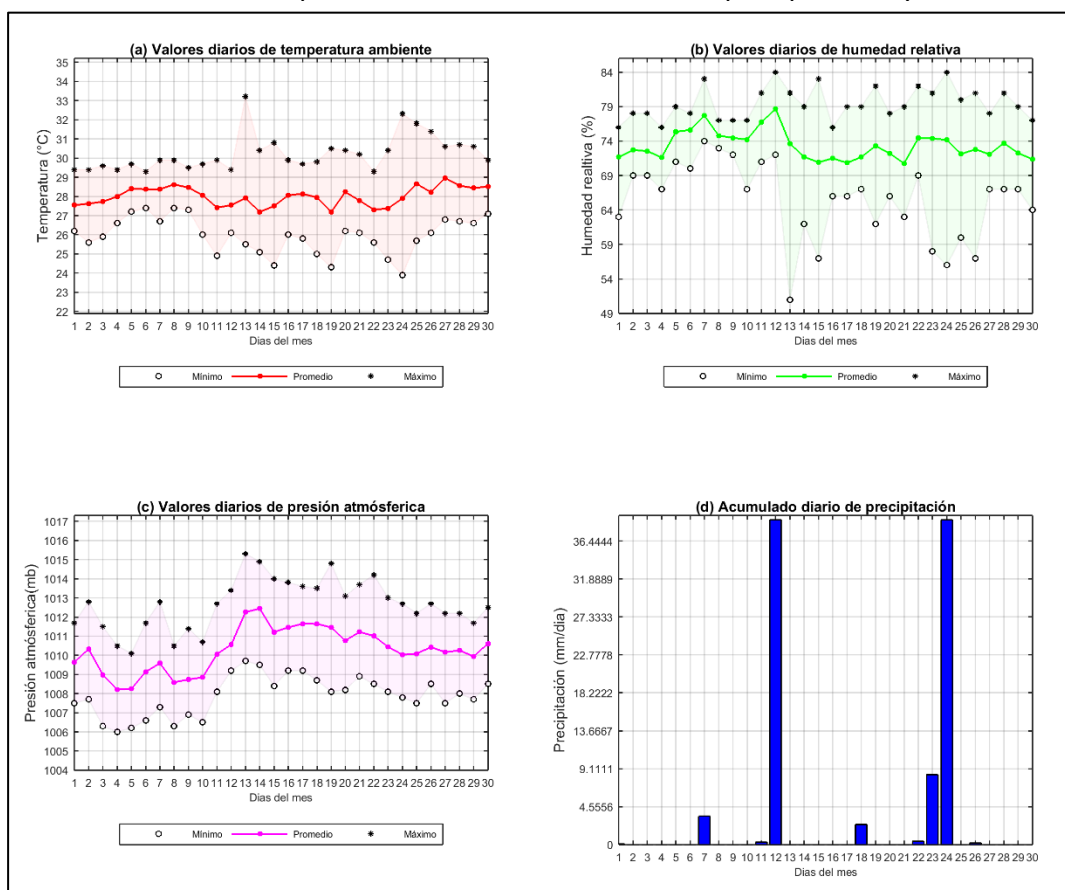 (a) Valores diarios de temperatura ambiente
35
34
33
32
31
30
29
28
27
26
25
24
23
22
Temperatura (°C)
1 2 3 4 5 6 7 8 9 10 11 12 13 14 15 16 17 18 19 20 21 22 23 24 25 26 27 28 29 30
Dias del mes
Mínimo Promedio Máximo
(b) Valores diarios de humedad relativa
84
79
74
69
64
59
54
49
Humedad realtiva (%)
1 2 3 4 5 6 7 8 9 10 11 12 13 14 15 16 17 18 19 20 21 22 23 24 25 26 27 28 29 30
Dias del mes
Mínimo Promedio Máximo
(c) Valores diarios de presión atmósferica
1017
1016
1015
1014
1013
1012
1011
1010
1009
1008
1007
1006
1005
1004
Presión atmósferica(mb)
1 2 3 4 5 6 7 8 9 10 11 12 13 14 15 16 17 18 19 20 21 22 23 24 25 26 27 28 29 30
Dias del mes
Mínimo Promedio Máximo
(d) Acumulado diario de precipitación
36.4444
31.8889
27.3333
22.7778
18.2222
13.6667
9.1111
4.5556
0
Precipitación (mm/dia)
1 2 3 4 5 6 7 8 9 10 11 12 13 14 15 16 17 18 19 20 21 22 23 24 25 26 27 28 29 30
Dias del mes